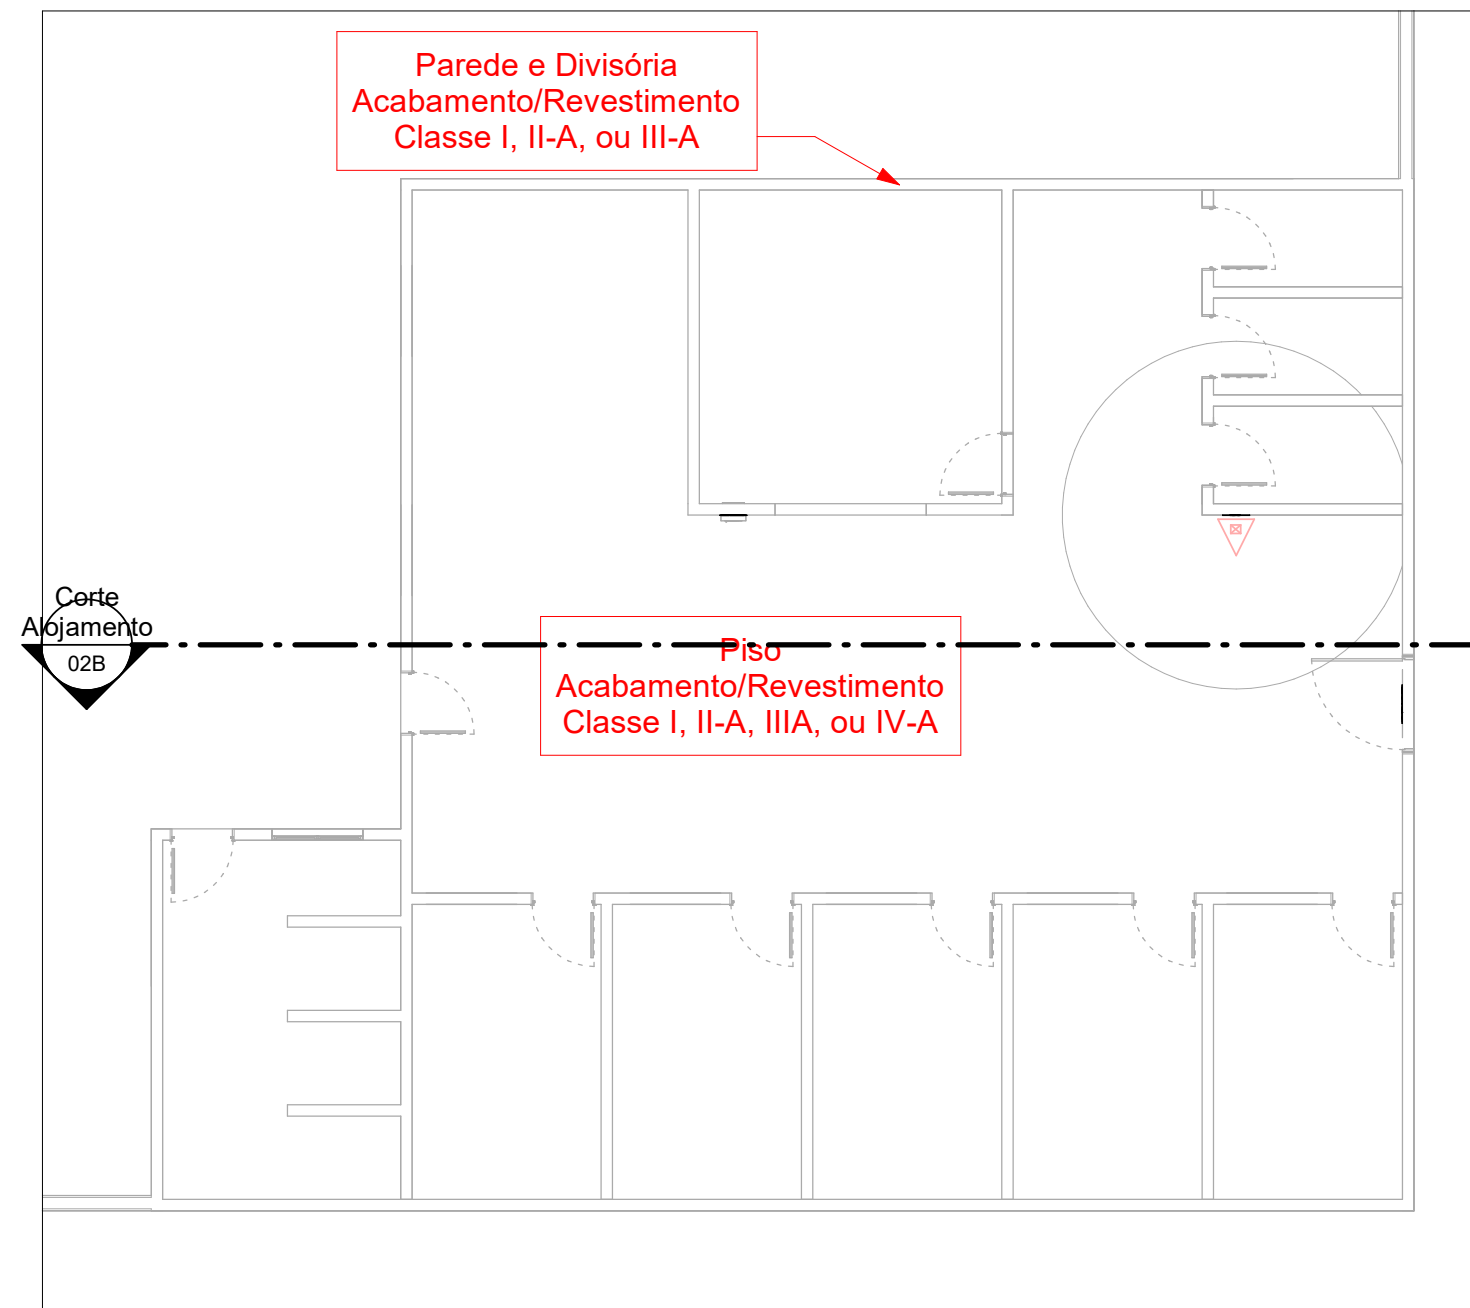 Parede e Divisória
Acabamento/Revestimento
Classe I, II-A, ou III-A
Corte
Alojamento
02B
Piso
Acabamento/Revestimento
Classe I, II-A, IIIA, ou IV-A